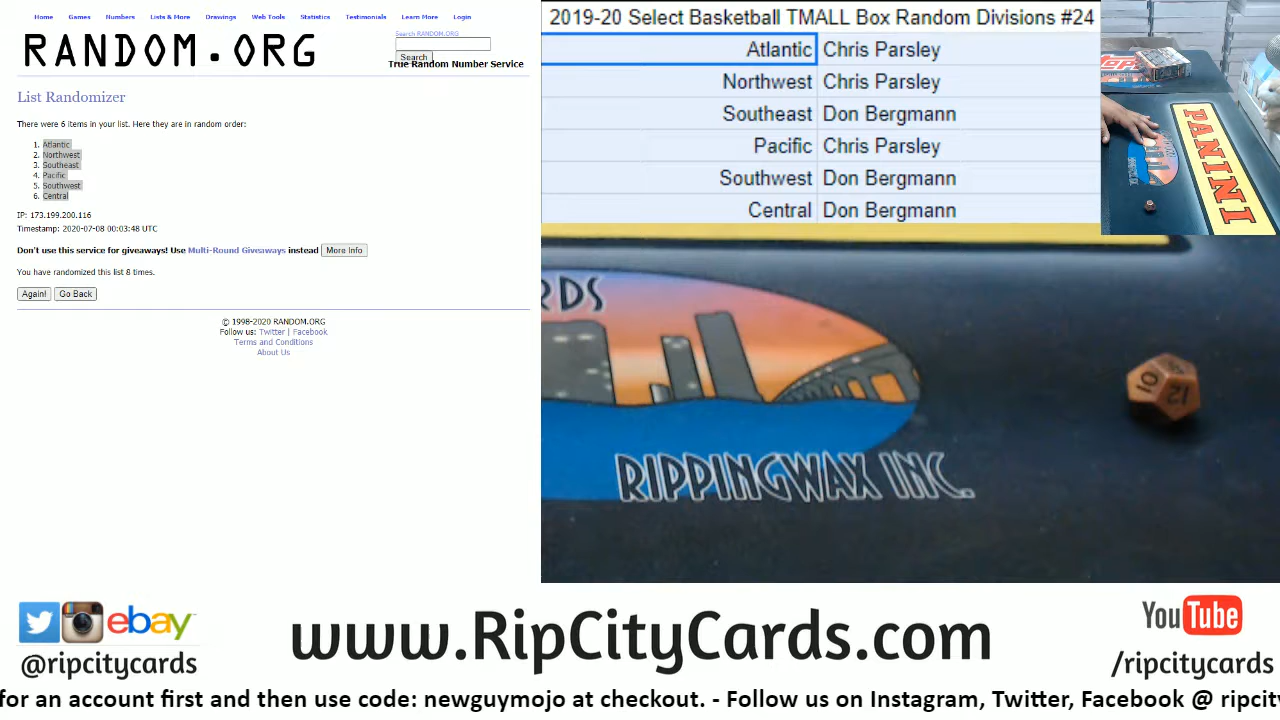 Home Games Numbers Lists & More Drawings Web Tools Statistics Testimonials Learn More Login
RANDOM.ORG
Search RANDOM.ORG
Search
True Random Number Service
List Randomizer
There were 6 items in your list. Here they are in random order:
1. Atlantic
2. Northwest
3. Southeast
4. Pacific
5. Southwest
6. Central
IP: 173.199.200.116
Timestamp: 2020-07-08 00:03:48 UTC
Don't use this service for giveaways! Use Multi-Round Giveaways instead More Info
You have randomized this list 8 times.
Again! Go Back
© 1998-2020 RANDOM.ORG
Follow us: Twitter | Facebook
Terms and Conditions
About Us
2019-20 Select Basketball TMALL Box Random Divisions #24
Atlantic Chris Parsley
Northwest Chris Parsley
Southeast Don Bergmann
Pacific Chris Parsley
Southwest Don Bergmann
Central Don Bergmann
PANINI
RDS
RIPPINGWAX INC.
10
12
ebay
@ripcitycards
www.RipCityCards.com
YouTube
/ripcitycards
for an account first and then use code: newguymojo at checkout. - Follow us on Instagram, Twitter, Facebook @ ripcit